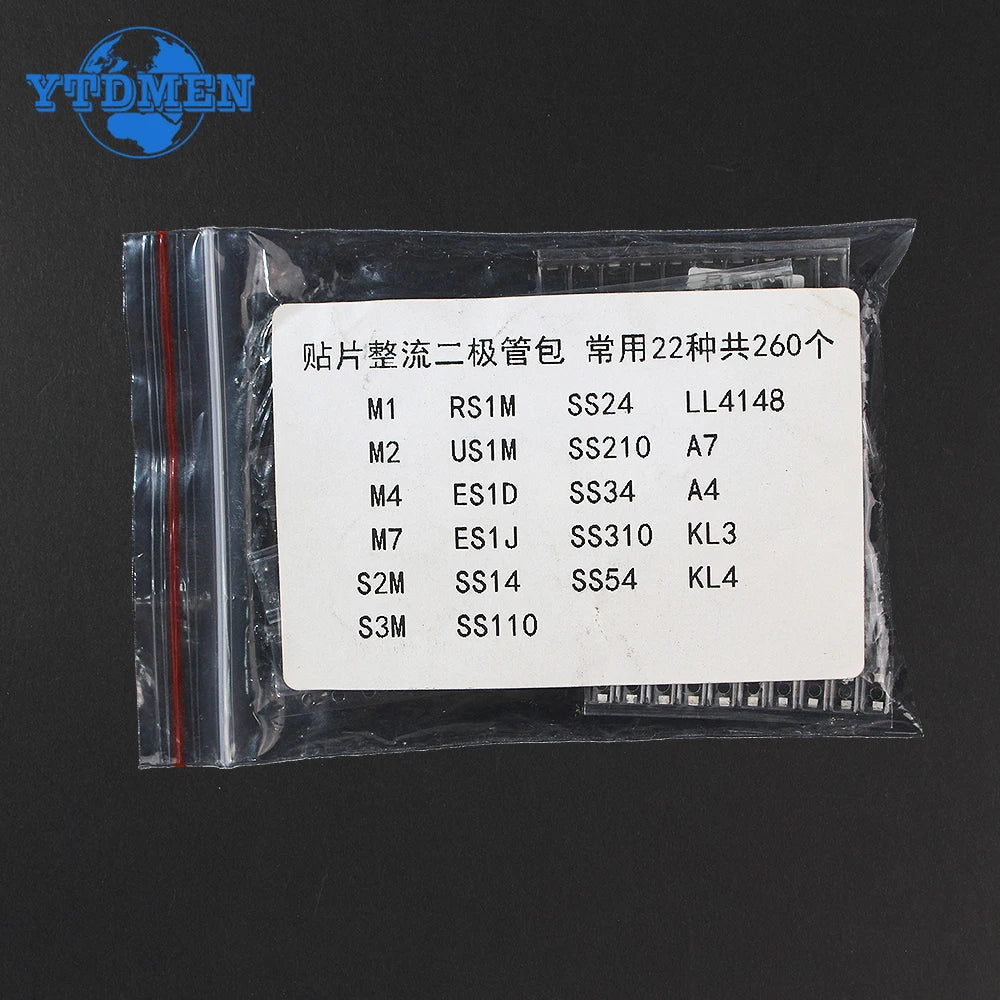 YTDMEN
贴片整流二极管包 常用22种共260个
M1 RS1M SS24 LL4148
M2 US1M SS210 A7
M4 ES1D SS34 A4
M7 ES1J SS310 KL3
S2M SS14 SS54 KL4
S3M SS110